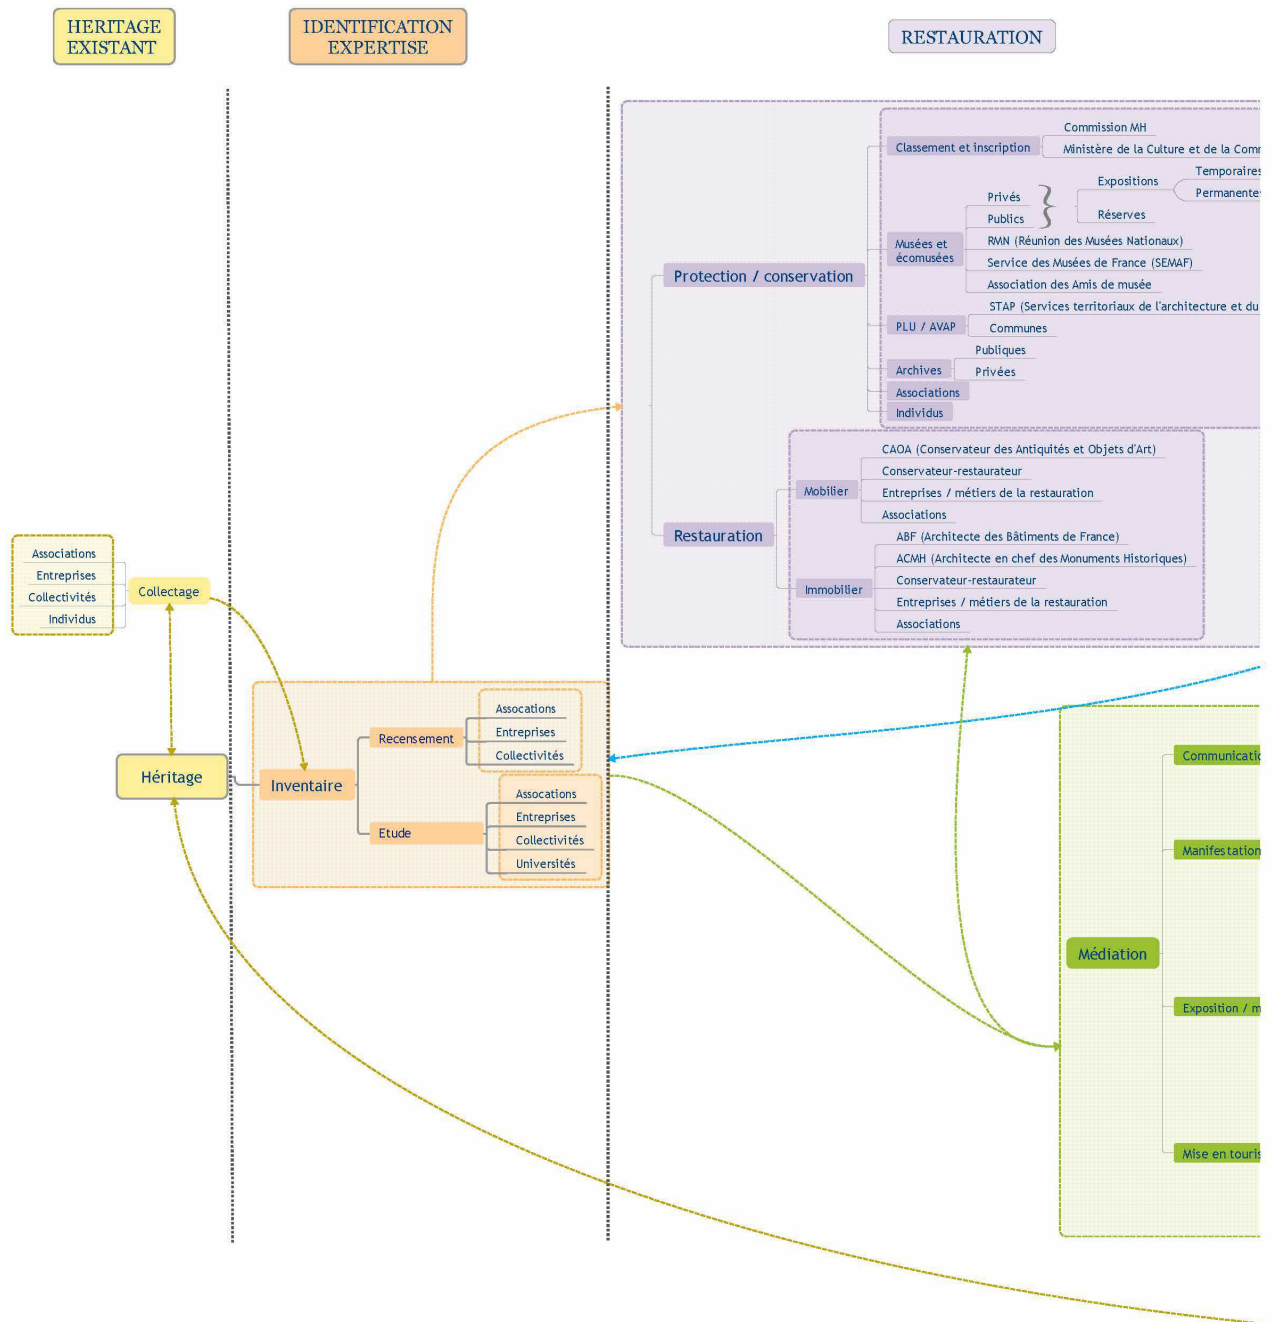 HERITAGE
EXISTANT
IDENTIFICATION
EXPERTISE
RESTAURATION
Commission MH
Classement et inscription
Ministère de la Culture et de la Com
Temporaires
Expositions
Permanentes
Privés
Publics
Réserves
Musées et
écomusées
RMN (Réunion des Musées Nationaux)
Service des Musées de France (SEMAF)
Association des Amis de musée
Protection / conservation
STAP (Services territoriaux de l'architecture et du
PLU / AVAP
Communes
Publiques
Archives
Privées
Associations
Individus
CAOA (Conservateur des Antiquités et Objets d'Art)
Conservateur-restaurateur
Mobilier
Entreprises / métiers de la restauration
Associations
Restauration
ABF (Architecte des Bâtiments de France)
ACMH (Architecte en chef des Monuments Historiques)
Conservateur-restaurateur
Immobilier
Entreprises / métiers de la restauration
Associations
Associations
Entreprises
Collectivités
Individus
Collectage
Héritage
Inventaire
Recensement
Assocations
Entreprises
Collectivités
Etude
Assocations
Entreprises
Collectivités
Universités
Communicatio
Manifestation
Médiation
Exposition / m
Mise en touris